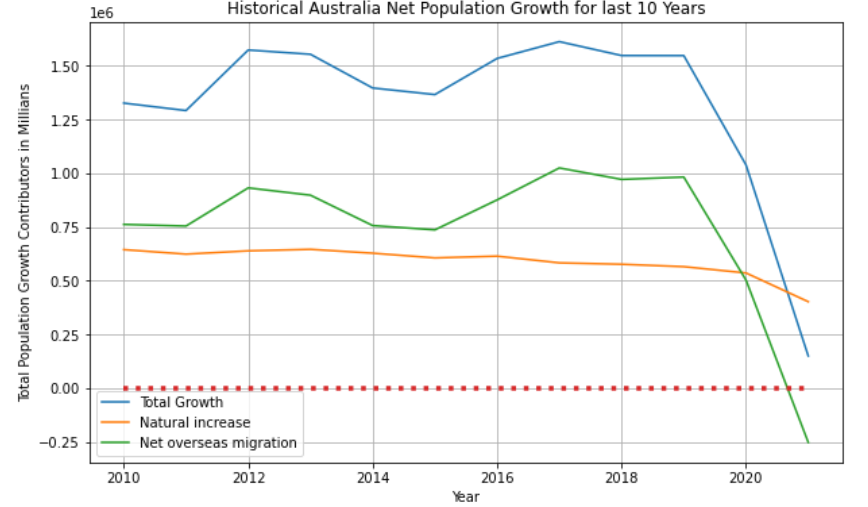 Historical Australia Net Population Growth for last 10 Years
1e6
Total Population Growth Contributors in Millians
1.50
1.25
1.00
0.75
0.50
0.25
0.00
−0.25
Total Growth
Natural increase
Net overseas migration
2010 2012 2014 2016 2018 2020
Year